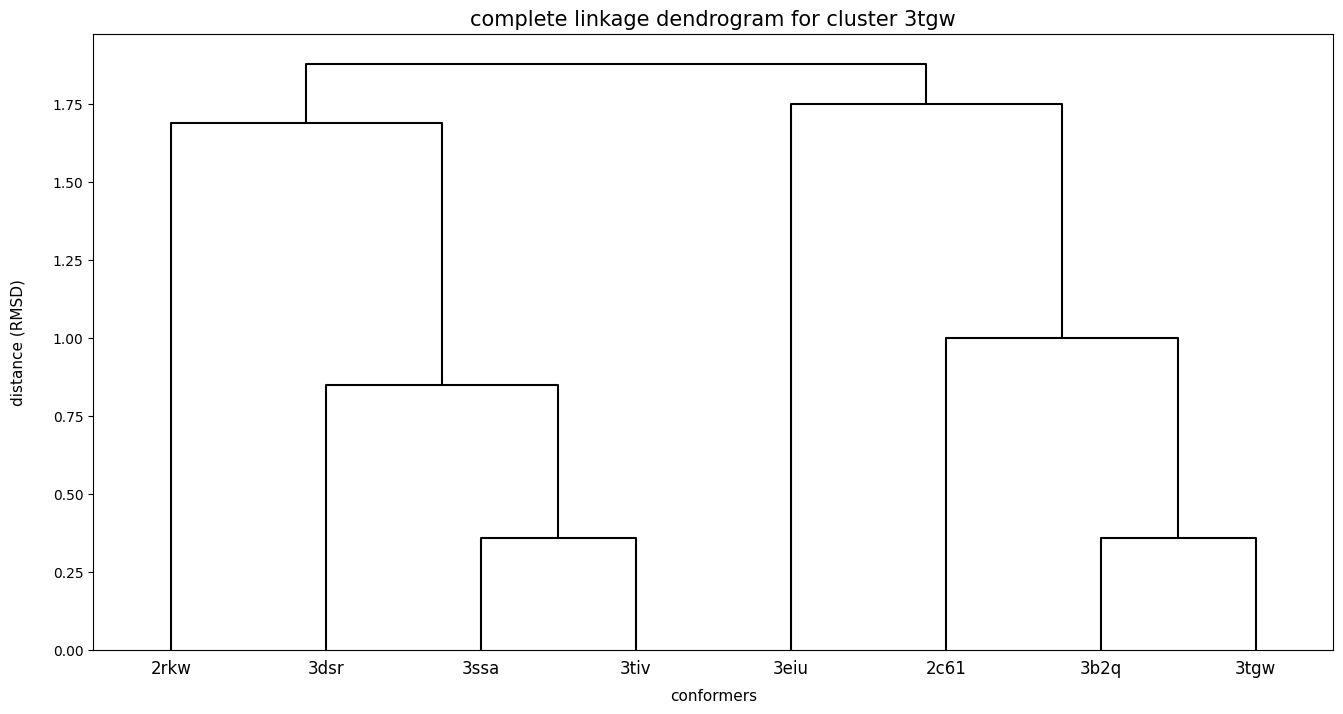 complete linkage dendrogram for cluster 3tgw
1.75
1.50
1.25
1.00
0.75
0.50
0.25
0.00
distance (RMSD)
2rkw 3dsr 3ssa 3tiv 3eiu 2c61 3b2q 3tgw
conformers